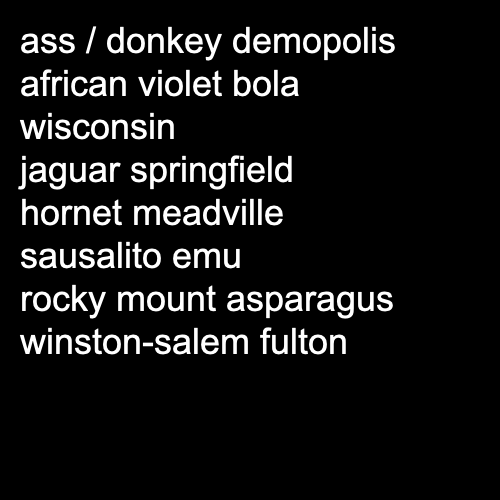 ass / donkey demopolis
african violet bola
wisconsin
jaguar springfield
hornet meadville
sausalito emu
rocky mount asparagus
winston-salem fulton